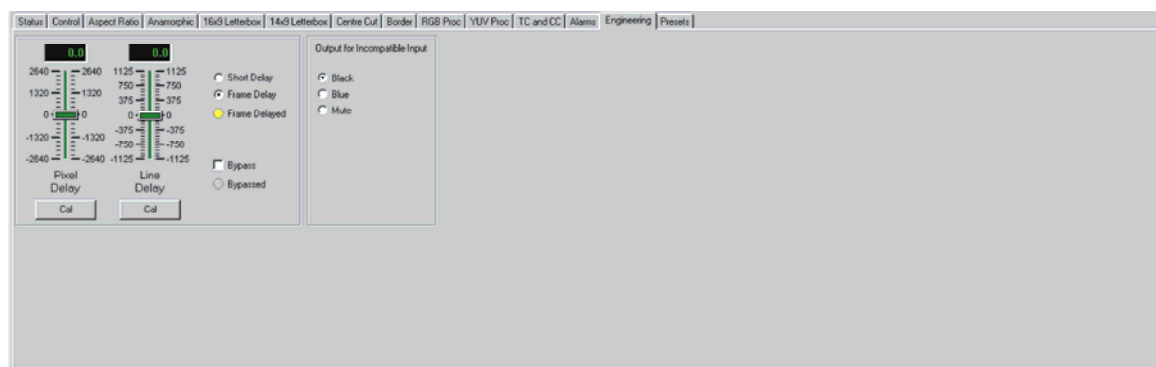 Status Control Aspect Ratio Anamorphic 16x9 Letterbox 14x9 Letterbox Centre Cut Border RGB Proc YUV Proc TC and CC Alarms Engineering Presets
0.0 0.0
2640 2640 1125 1125
750 750
1320 1320 375 375
0 0 0 0
-375 -375
-1320 -1320 -750 -750
-2640 -2640 -1125 -1125
Pixel Delay
Line Delay
Cal Cal
Short Delay
Frame Delay
Frame Delayed
Bypass
Bypassed
Output for Incompatible Input
Black
Blue
Mute